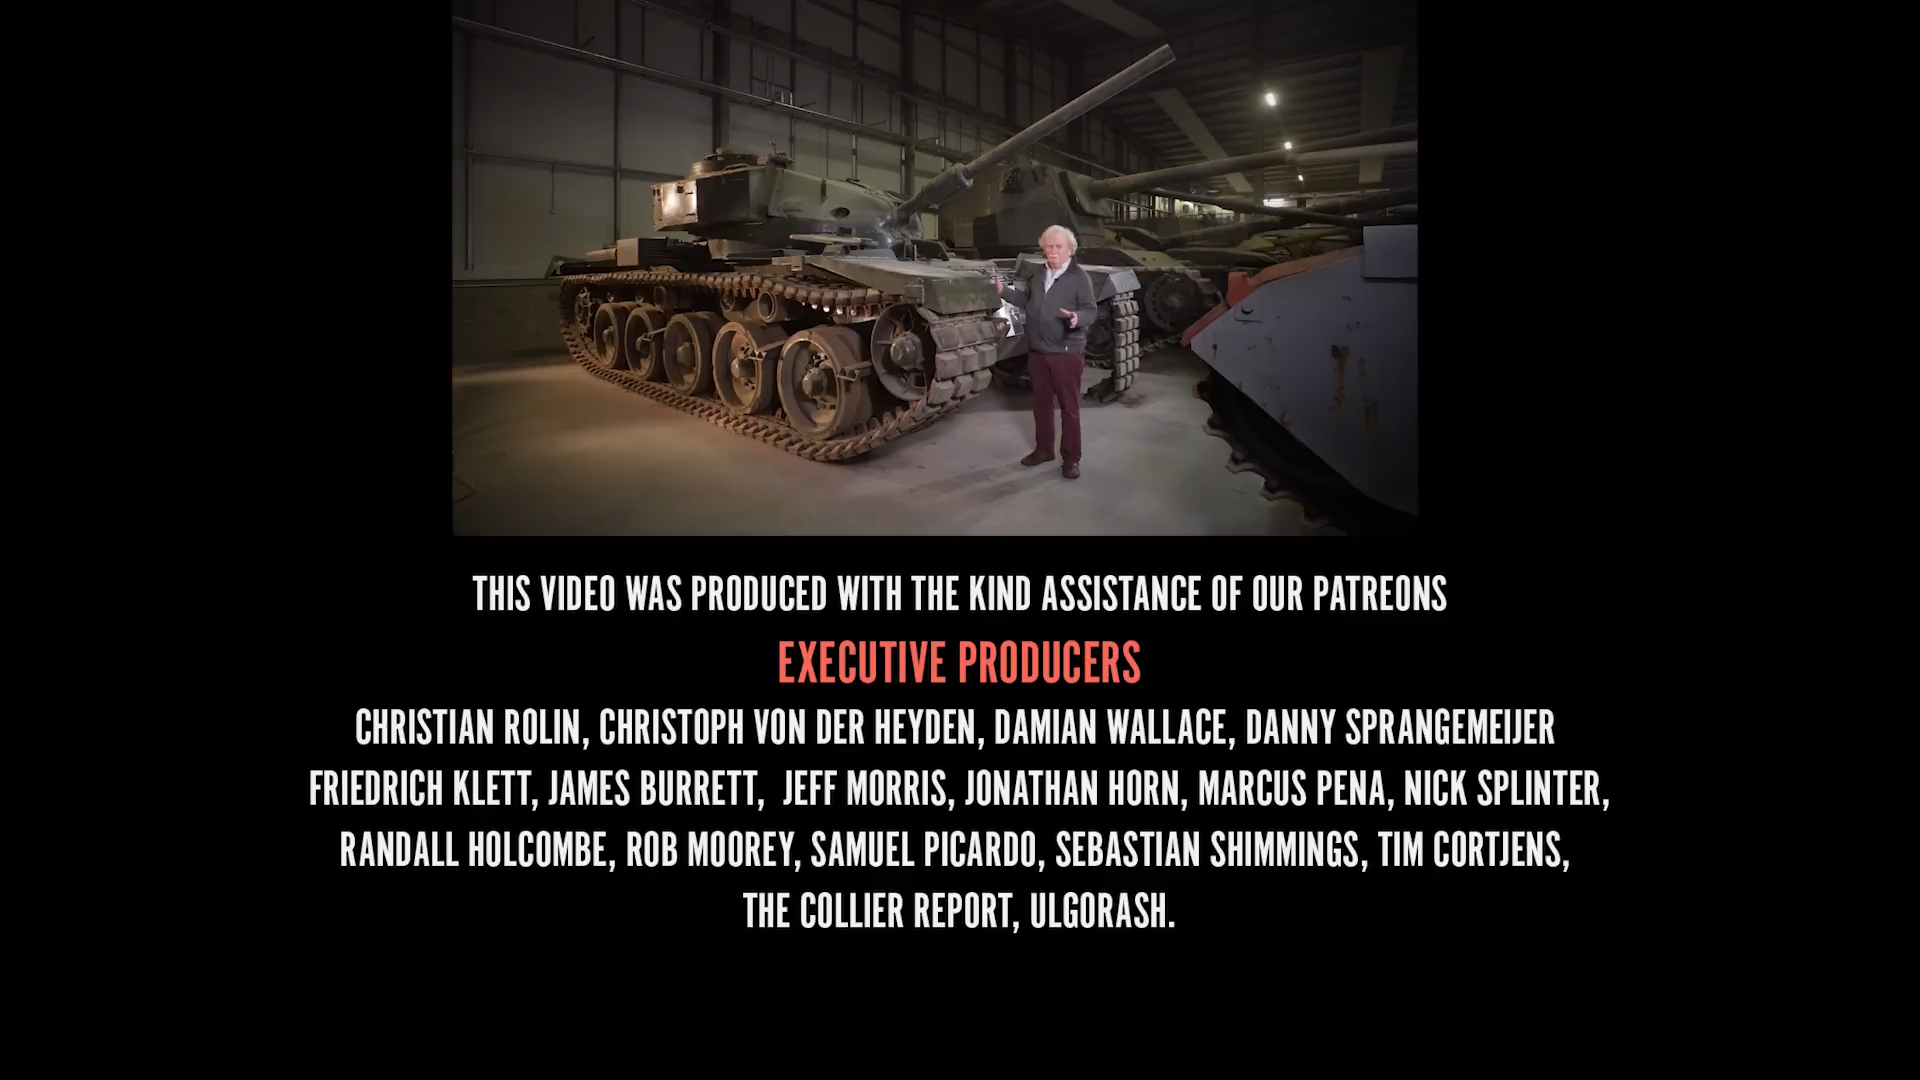 THIS VIDEO WAS PRODUCED WITH THE KIND ASSISTANCE OF OUR PATREONS
EXECUTIVE PRODUCERS
CHRISTIAN ROLIN, CHRISTOPH VON DER HEYDEN, DAMIAN WALLACE, DANNY SPRANGEMEIJER
FRIEDRICH KLETT, JAMES BURRETT, JEFF MORRIS, JONATHAN HORN, MARCUS PENA, NICK SPLINTER,
RANDALL HOLCOMBE, ROB MOOREY, SAMUEL PICARDO, SEBASTIAN SHIMMINGS, TIM CORTJENS,
THE COLLIER REPORT, ULGORASH.